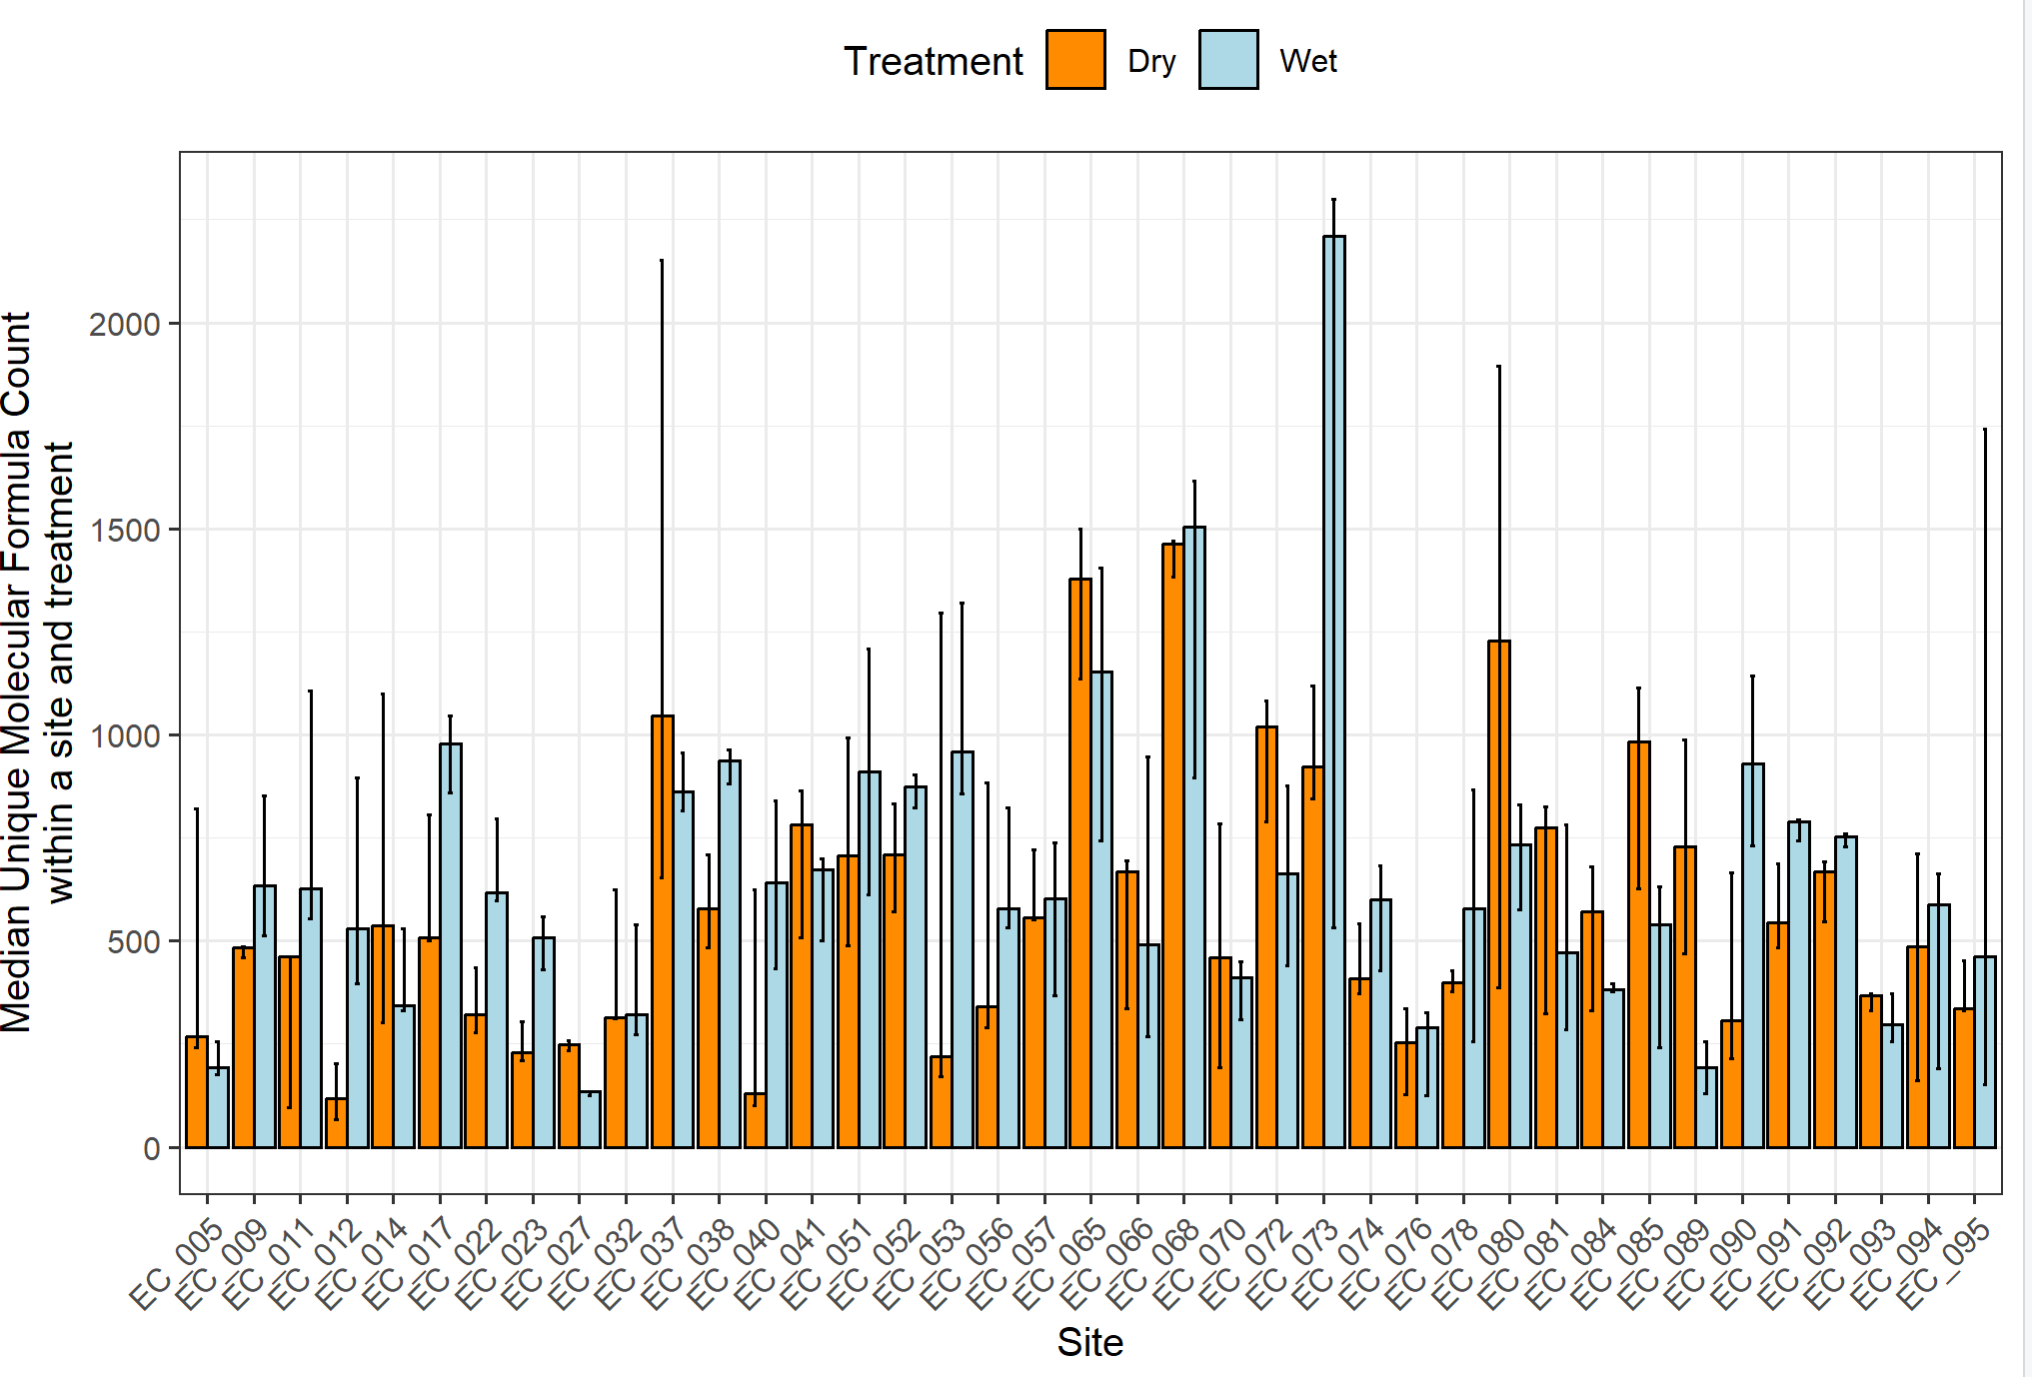 Treatment Dry Wet
Median Unique Molecular Formula Count
within a site and treatment
2000
1500
1000
500
0
EC_005 EC_009 EC_011 EC_012 EC_014 EC_017 EC_022 EC_023 EC_027 EC_032 EC_037 EC_038 EC_040 EC_041 EC_051 EC_052 EC_053 EC_056 EC_057 EC_065 EC_066 EC_068 EC_070 EC_072 EC_073 EC_074 EC_076 EC_078 EC_080 EC_081 EC_084 EC_085 EC_089 EC_090 EC_091 EC_092 EC_093 EC_094 EC_095
Site